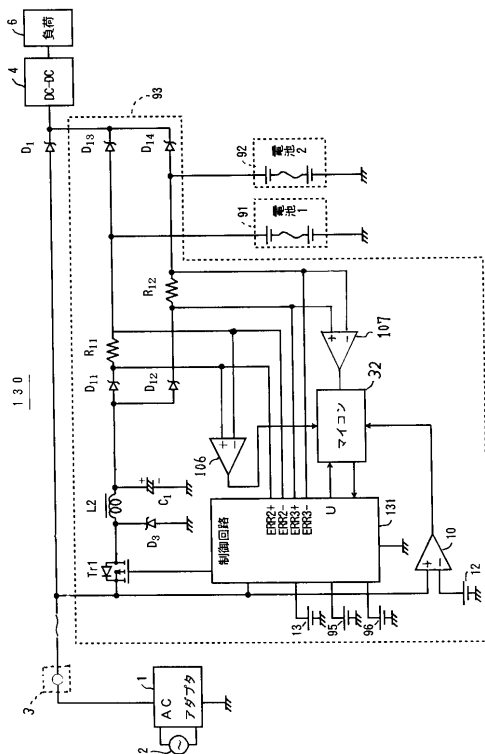 130
6
負荷
4
DC-DC
93
D1
D13
D14
92
電池
2
91
電池
1
R12
R11
D11
D12
107
106
32
マイコン
L2
C1
D3
Tr1
制御回路
ERR2+
ERR2-
ERR3+
ERR3-
U
131
10
12
13
95
96
3
1
AC
アダプタ
2
+
-
+
-
+
-
+
-